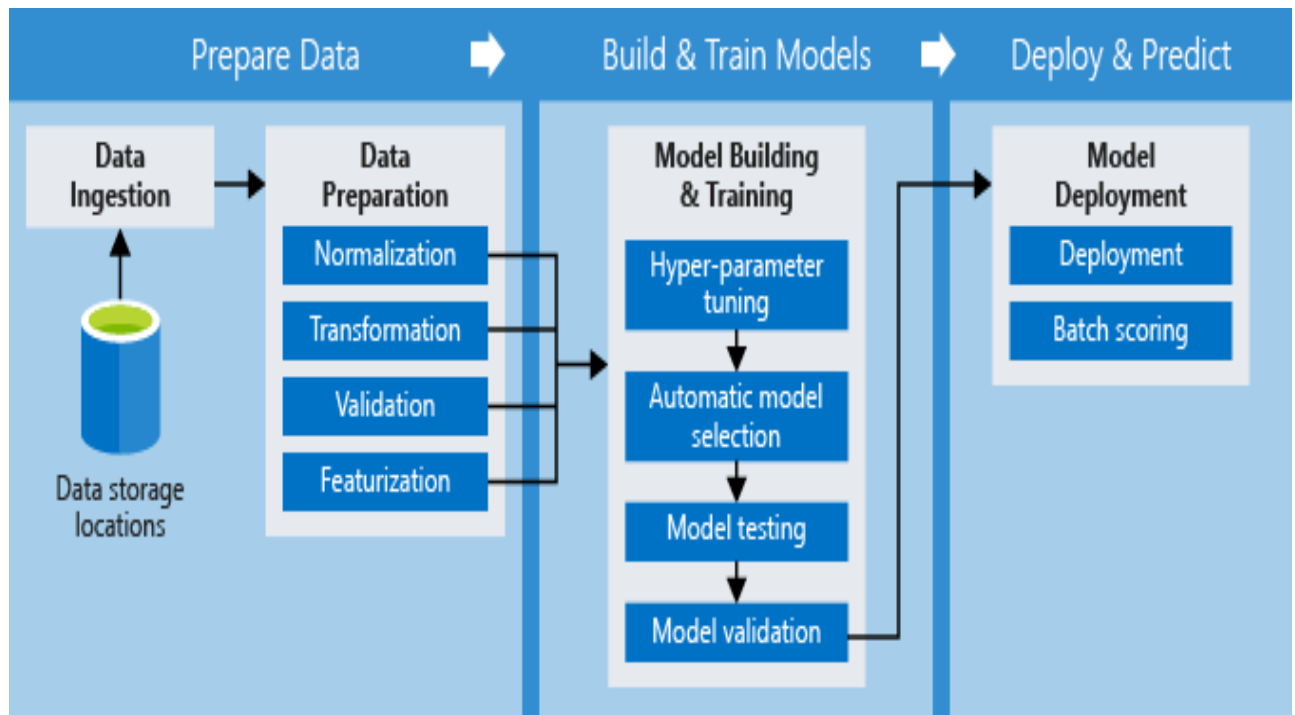 Prepare Data
Build & Train Models
Deploy & Predict
Data
Ingestion
Data storage
locations
Data
Preparation
Normalization
Transformation
Validation
Featurization
Model Building
& Training
Hyper-parameter
tuning
Automatic model
selection
Model testing
Model validation
Model
Deployment
Deployment
Batch scoring